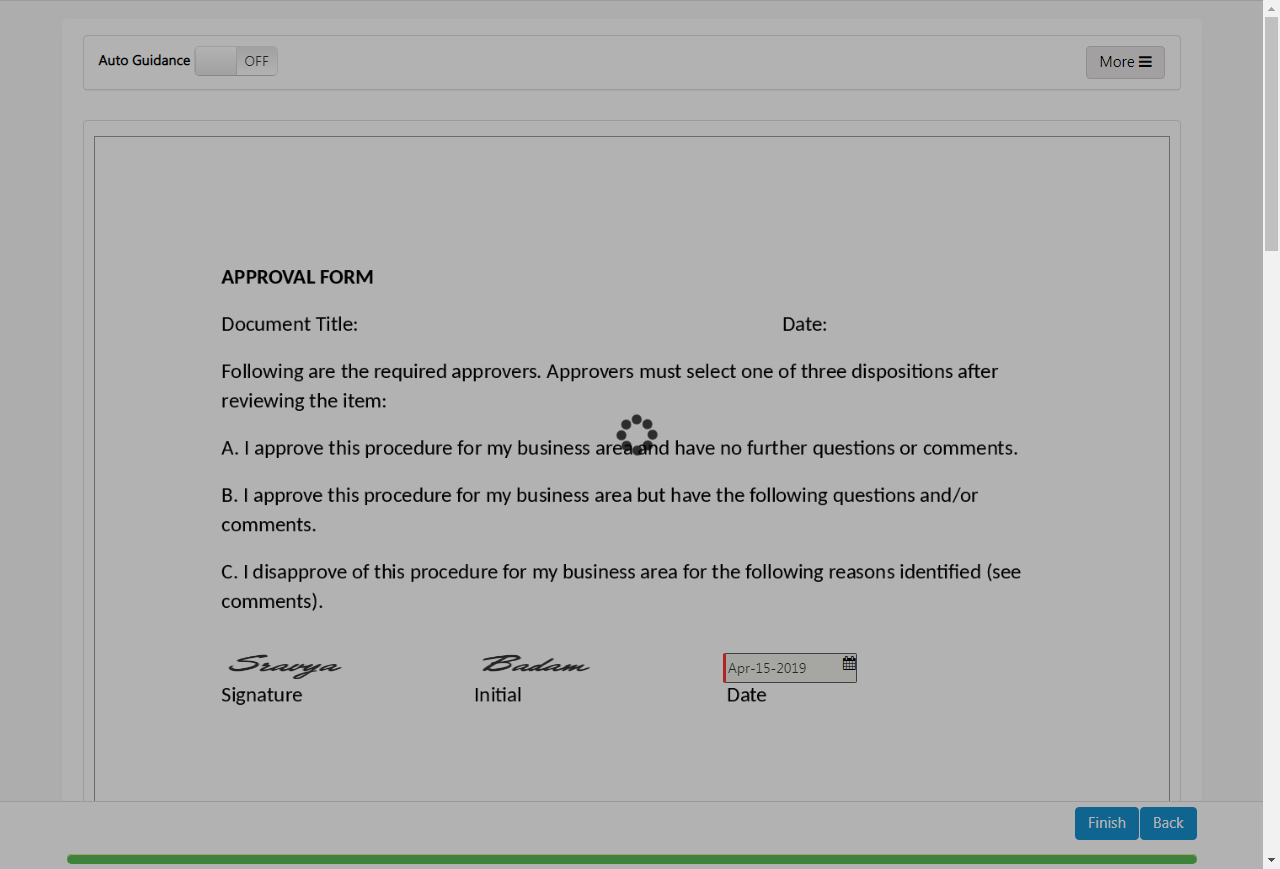 Auto Guidance OFF More
APPROVAL FORM
Document Title: Date:
Following are the required approvers. Approvers must select one of three dispositions after
reviewing the item:
A. I approve this procedure for my business area and have no further questions or comments.
B. I approve this procedure for my business area but have the following questions and/or
comments.
C. I disapprove of this procedure for my business area for the following reasons identified (see
comments).
Sravya Badam Apr-15-2019
Signature Initial Date
Finish Back